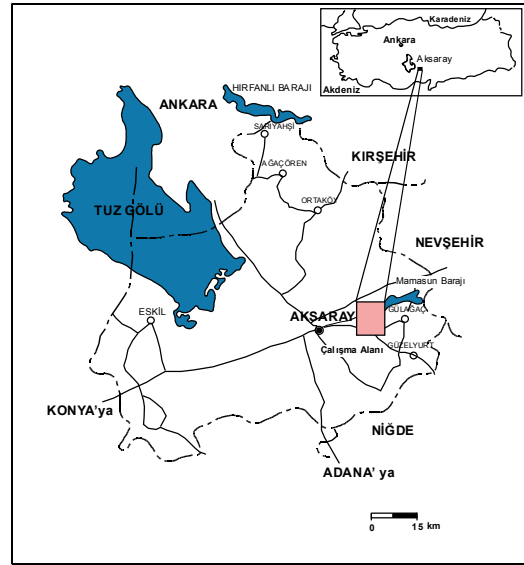 Karadeniz
Ankara
Aksaray
Akdeniz
HIRFANLI BARAJI
ANKARA
SARIYAHŞİ
KIRŞEHİR
AĞAÇÖREN
ORTAKÖY
TUZ GÖLÜ
NEVŞEHİR
Mamasun Barajı
ESKİL
AKŞARAY
GÜLAĞAÇ
Çalışma Alanı
GÜZELYURT
KONYA'ya
NİĞDE
ADANA' ya
0 15 km